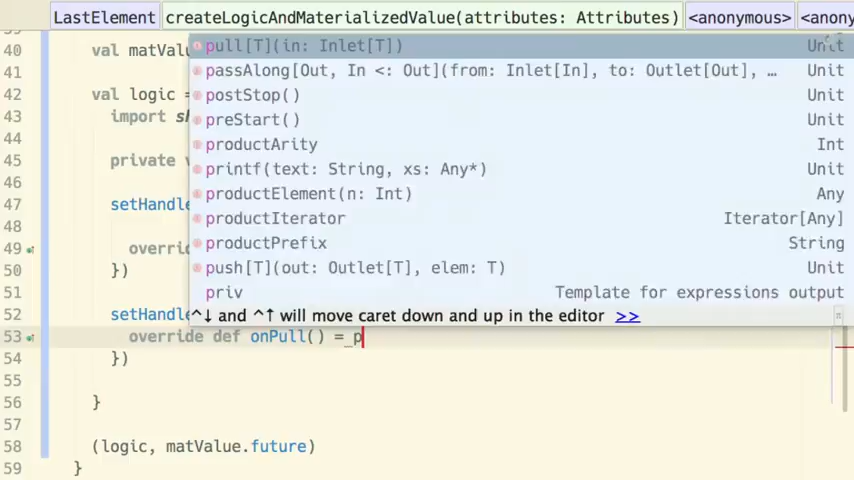 LastElement createLogicAndMaterializedValue(attributes: Attributes) <anonymous> <anony
40 val matValu
41
42 val logic =
43 import sh
44
45 private v
46
47 setHandle
48
49 overrid
50 })
51
52 setHandle
53 override def onPull() = p
54 })
55
56 }
57
58 (logic, matValue.future)
59 }
pull[T](in: Inlet[T]) Unit
passAlong[Out, In <: Out](from: Inlet[In], to: Outlet[Out], … Unit
postStop() Unit
preStart() Unit
productArity Int
printf(text: String, xs: Any*) Unit
productElement(n: Int) Any
productIterator Iterator[Any]
productPrefix String
push[T](out: Outlet[T], elem: T) Unit
priv Template for expressions output
^↓ and ^↑ will move caret down and up in the editor >>